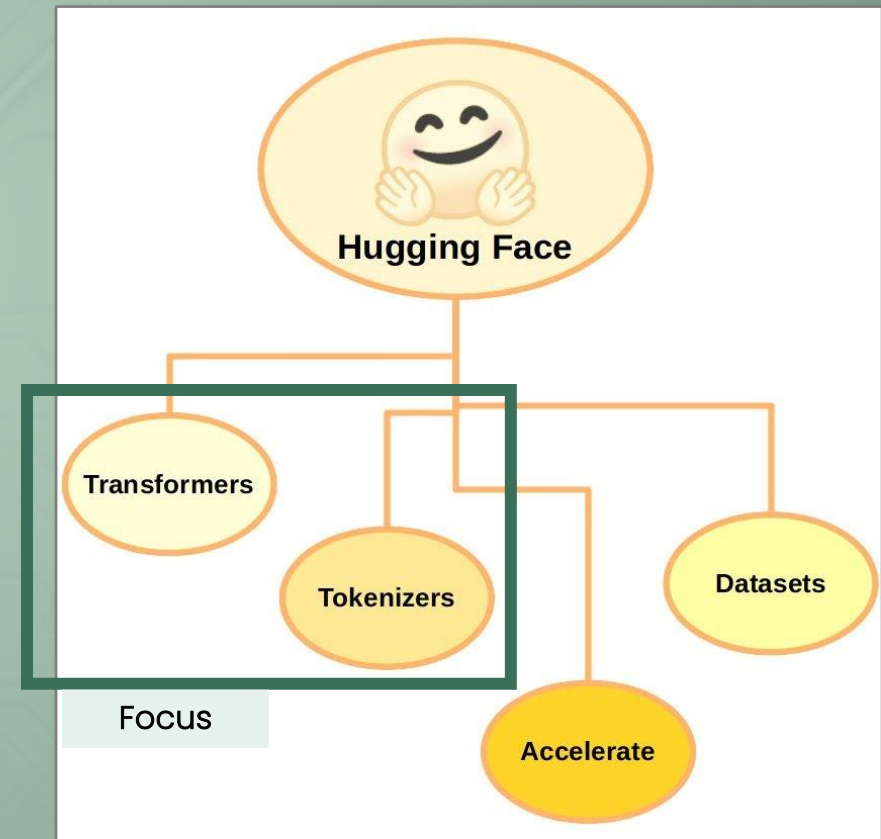 Hugging Face
Transformers
Tokenizers
Datasets
Focus
Accelerate